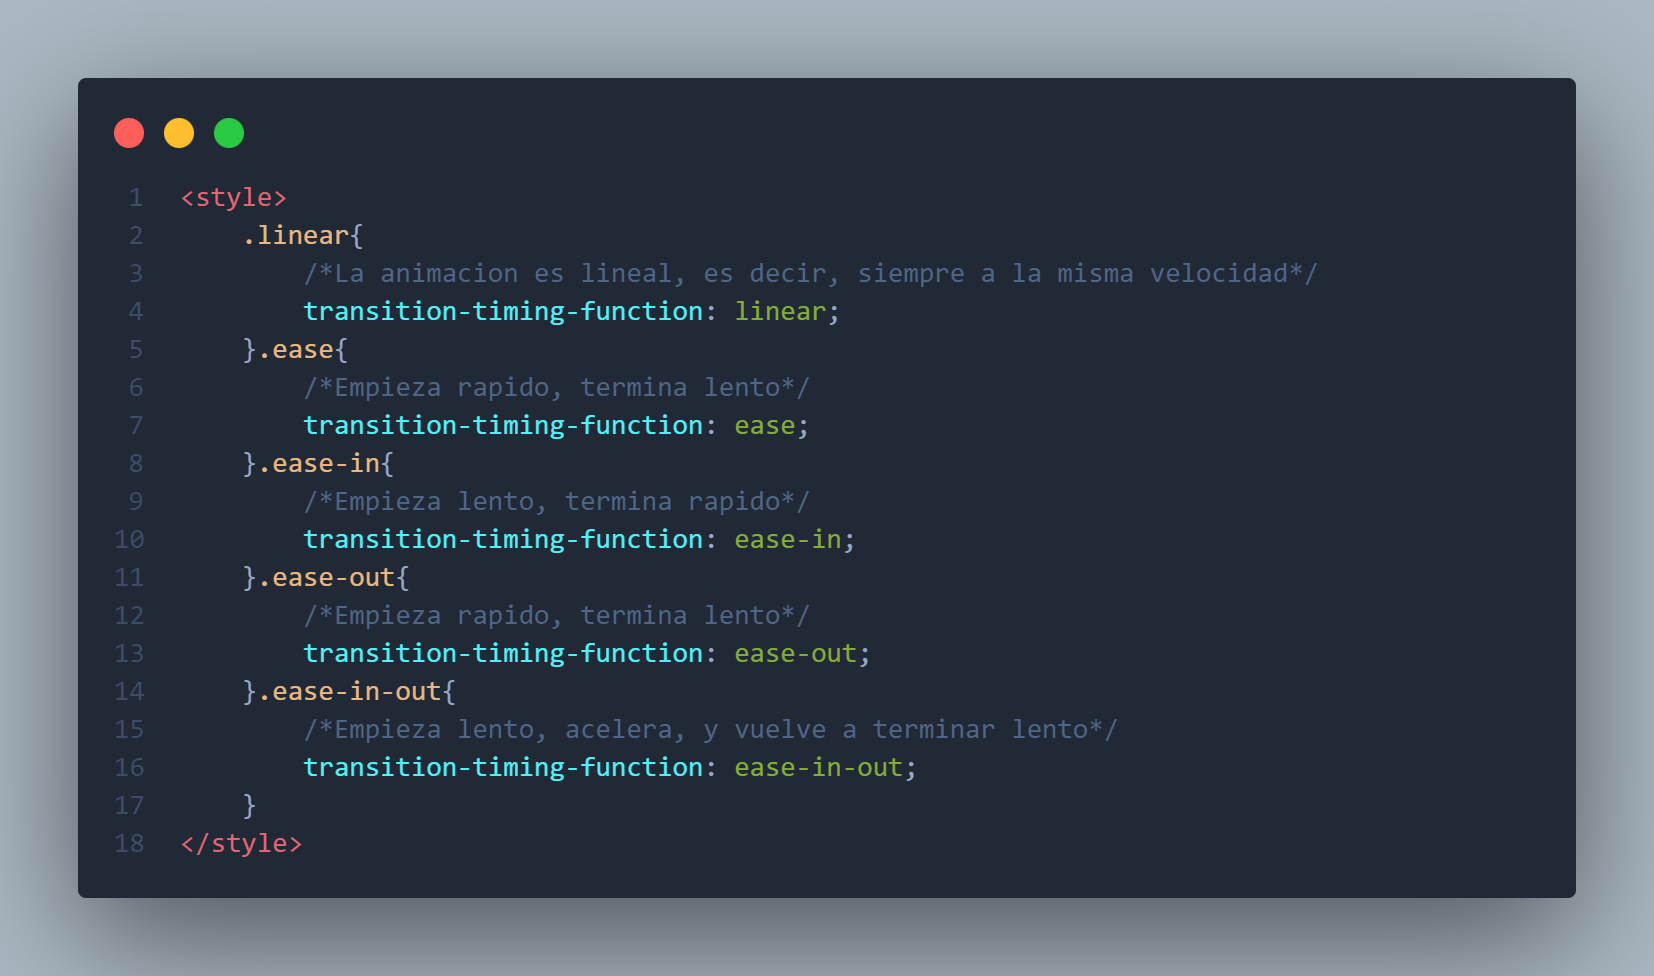 1 <style>
2     .linear{
3         /*La animacion es lineal, es decir, siempre a la misma velocidad*/
4         transition-timing-function: linear;
5     }.ease{
6         /*Empieza rapido, termina lento*/
7         transition-timing-function: ease;
8     }.ease-in{
9         /*Empieza lento, termina rapido*/
10         transition-timing-function: ease-in;
11     }.ease-out{
12         /*Empieza rapido, termina lento*/
13         transition-timing-function: ease-out;
14     }.ease-in-out{
15         /*Empieza lento, acelera, y vuelve a terminar lento*/
16         transition-timing-function: ease-in-out;
17     }
18 </style>